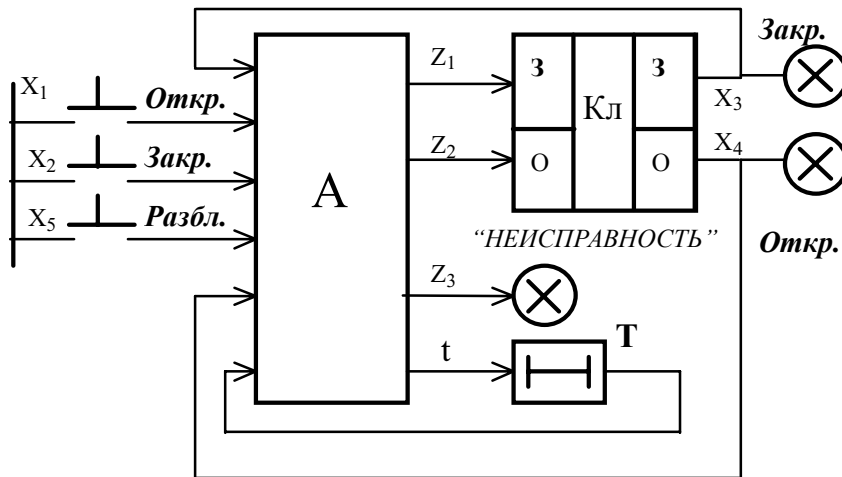 Закр.
X1
Откр.
X2
Закр.
X5
Разбл.
А
Z1
Z2
З
О
Кл
З
О
X3
X4
Откр.
“НЕИСПРАВНОСТЬ”
Z3
t
Т